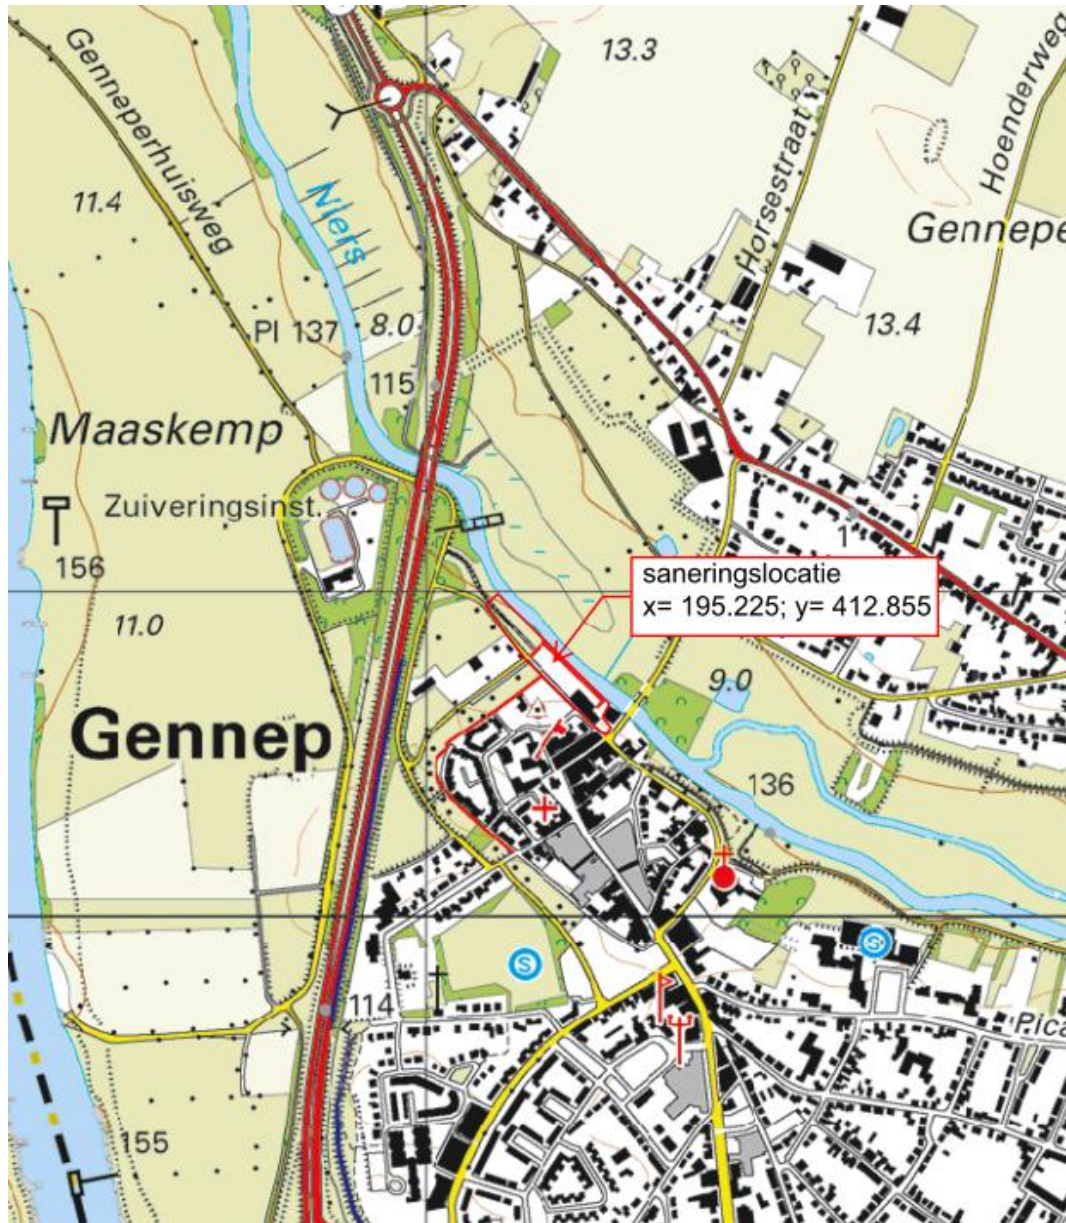 Genneperhuisweg
13.3
Horsestraat
Hoenderweg
11.4
Niers
Gennepe
Pl 137
8.0
13.4
115
Maaskemp
Zuiveringsinst.
1
156
saneringslocatie
x= 195.225; y= 412.855
11.0
9.0
Gennep
136
S
S
114
Pica
155